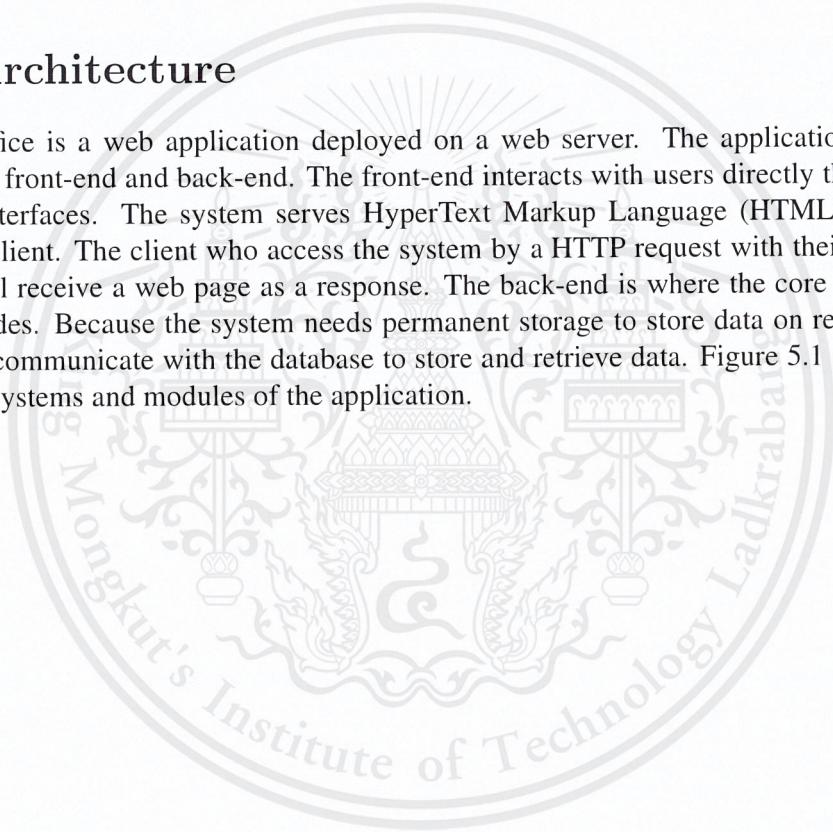 rchitecture
fice is a web application deployed on a web server. The applicatio
front-end and back-end. The front-end interacts with users directly t
terfaces. The system serves HyperText Markup Language (HTML
lient. The client who access the system by a HTTP request with thei
l receive a web page as a response. The back-end is where the core
des. Because the system needs permanent storage to store data on re
communicate with the database to store and retrieve data. Figure 5.1
ystems and modules of the application.
King Mongkut's Institute of Technology Ladkrabang